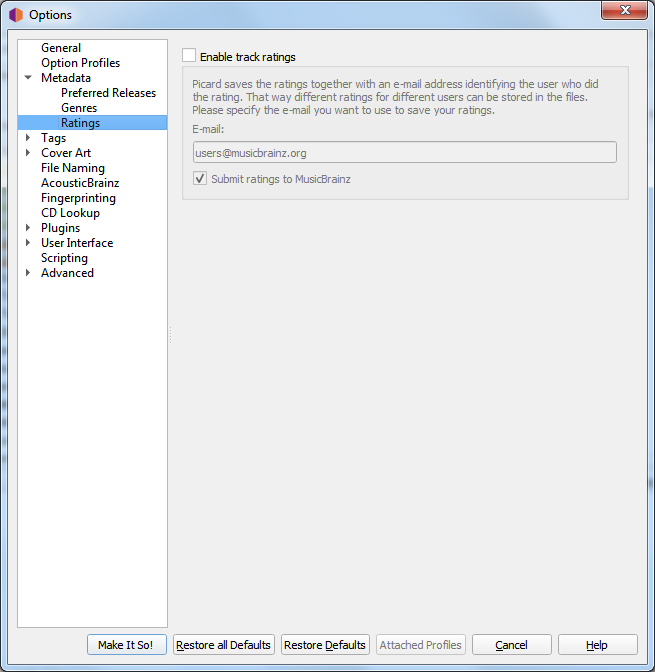 Options
General
Option Profiles
Metadata
Preferred Releases
Genres
Ratings
Tags
Cover Art
File Naming
AcousticBrainz
Fingerprinting
CD Lookup
Plugins
User Interface
Scripting
Advanced
Enable track ratings
Picard saves the ratings together with an e-mail address identifying the user who did
the rating. That way different ratings for different users can be stored in the files.
Please specify the e-mail you want to use to save your ratings.
E-mail:
users@musicbrainz.org
Submit ratings to MusicBrainz
Make It So!
Restore all Defaults
Restore Defaults
Attached Profiles
Cancel
Help